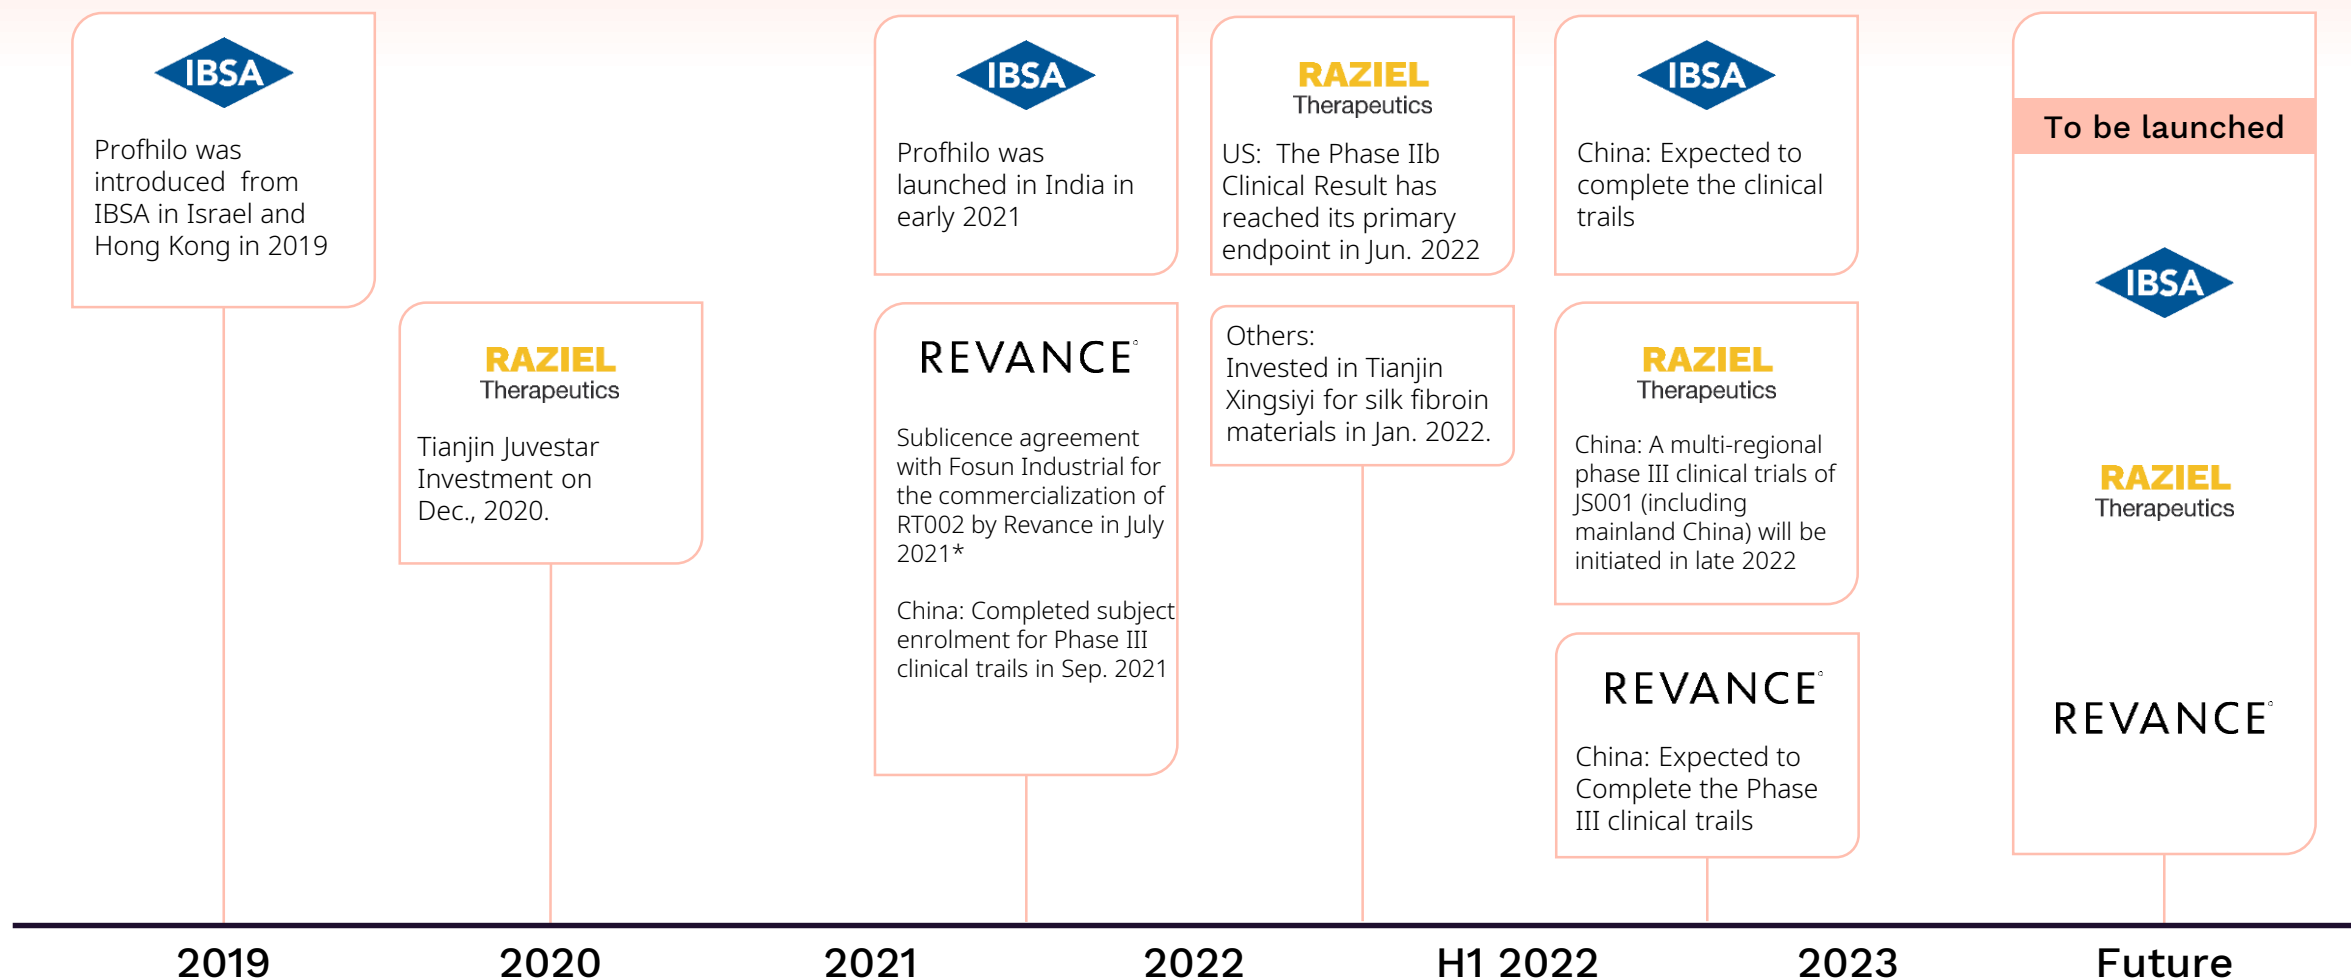 IBSA
Profhilo was
introduced from
IBSA in Israel and
Hong Kong in 2019
RAZIEL
Therapeutics
Tianjin Juvestar
Investment on
Dec., 2020.
IBSA
Profhilo was
launched in India in
early 2021
REVANCE
Sublicence agreement
with Fosun Industrial for
the commercialization of
RT002 by Revance in July
2021*
China: Completed subject
enrolment for Phase III
clinical trails in Sep. 2021
RAZIEL
Therapeutics
US: The Phase IIb
Clinical Result has
reached its primary
endpoint in Jun. 2022
Others:
Invested in Tianjin
Xingsiyi for silk fibroin
materials in Jan. 2022.
IBSA
China: Expected to
complete the clinical
trails
RAZIEL
Therapeutics
China: A multi-regional
phase III clinical trials of
JS001 (including
mainland China) will be
initiated in late 2022
REVANCE
China: Expected to
Complete the Phase
III clinical trails
To be launched
IBSA
RAZIEL
Therapeutics
REVANCE
2019
2020
2021
2022
H1 2022
2023
Future